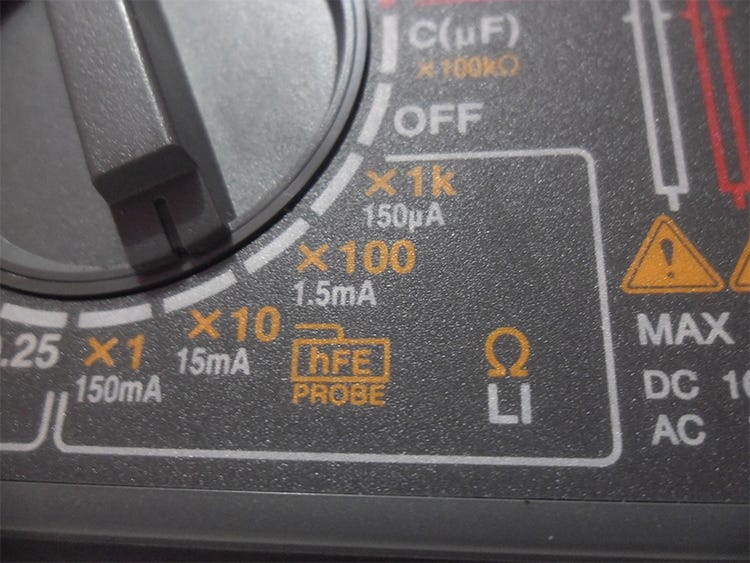 C(µF)
×100kΩ
OFF
×1k
150µA
×100
1.5mA
×10
15mA
.25
×1
150mA
hFE
PROBE
Ω
LI
!
MAX
DC 10
AC